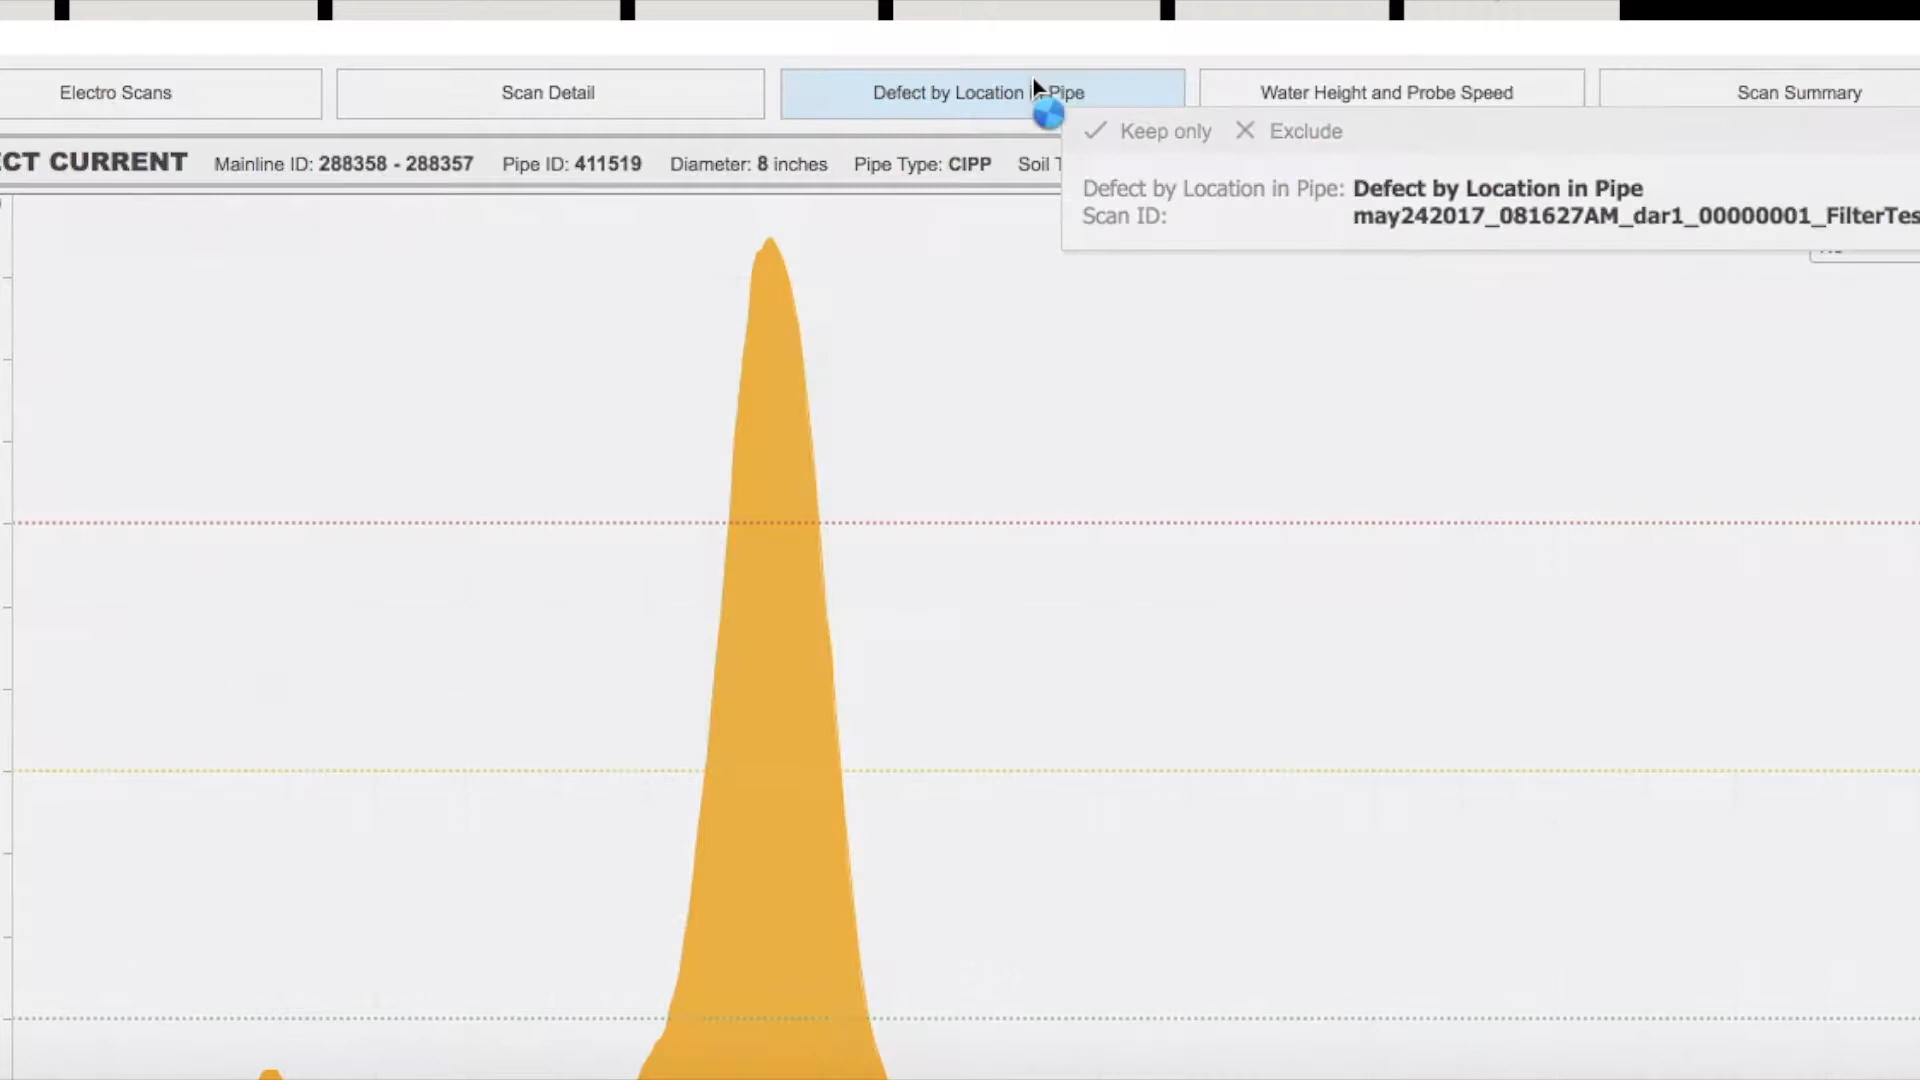 Electro Scans
Scan Detail
Defect by Location in Pipe
Water Height and Probe Speed
Scan Summary
Keep only
Exclude
CT CURRENT Mainline ID: 288358 - 288357 Pipe ID: 411519 Diameter: 8 inches Pipe Type: CIPP Soil
Defect by Location in Pipe: Defect by Location in Pipe
Scan ID: may242017_081627AM_dar1_00000001_FilterTes